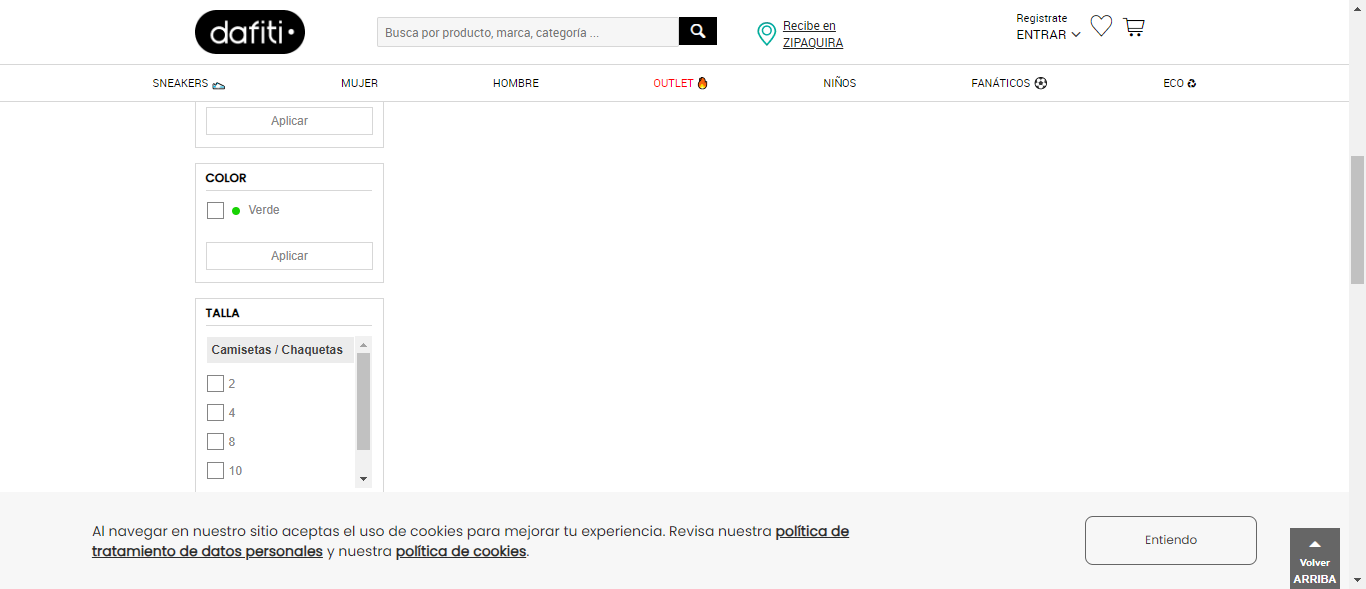 dafiti
Busca por producto, marca, categoría ...
Recibe en
ZIPAQUIRA
Registrate
ENTRAR
SNEAKERS
MUJER
HOMBRE
OUTLET
NIÑOS
FANÁTICOS
ECO
Aplicar
COLOR
Verde
Aplicar
TALLA
Camisetas / Chaquetas
2
4
8
10
Al navegar en nuestro sitio aceptas el uso de cookies para mejorar tu experiencia. Revisa nuestra política de
tratamiento de datos personales y nuestra política de cookies.
Entiendo
Volver
ARRIBA